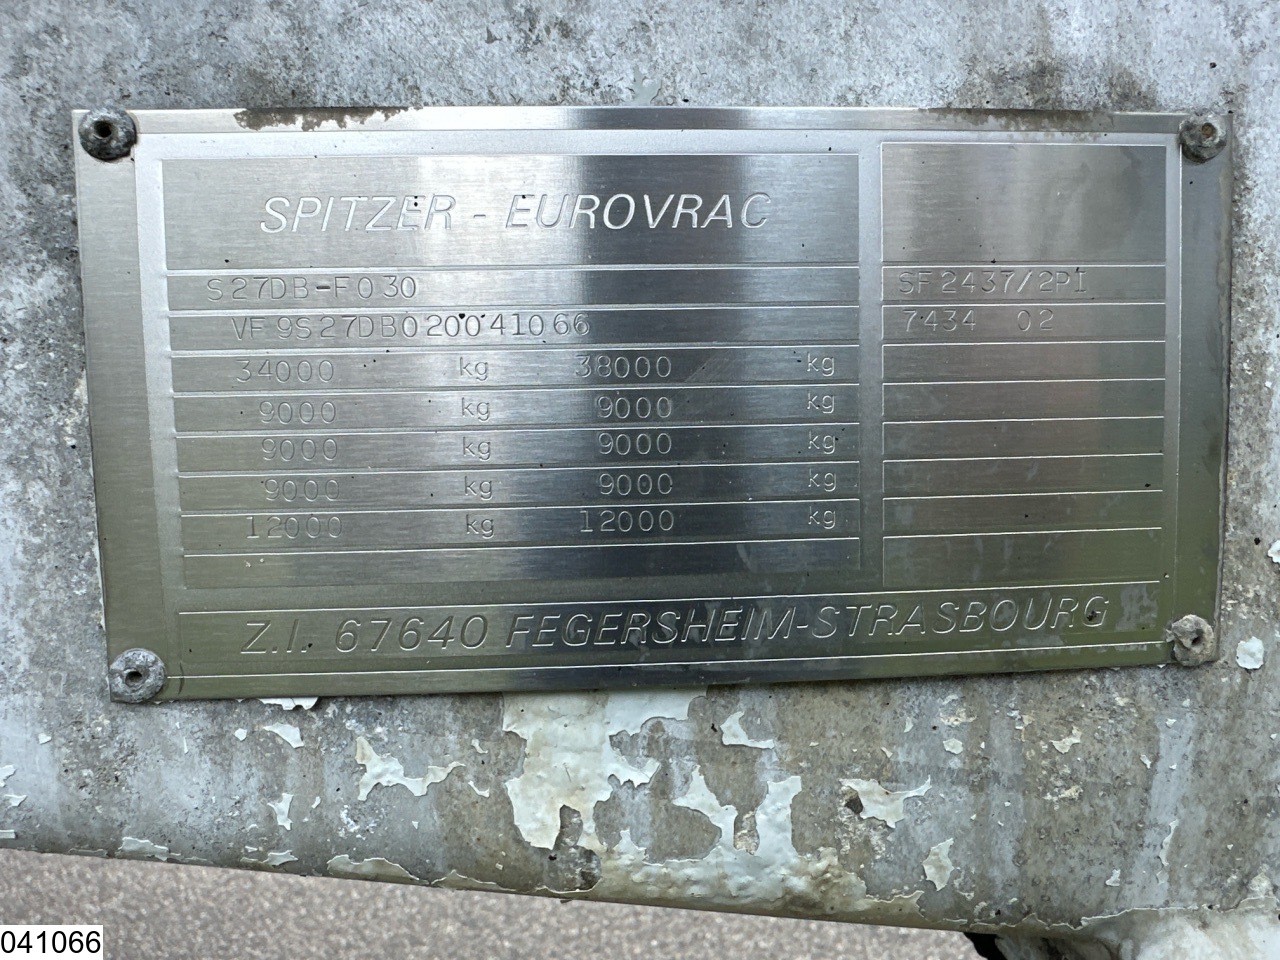 SPITZER - EUROVRAC
S27DB-F030 SF2437/2PI
VF9S27DB020041066 7434 02
34000 kg 38000 kg
9000 kg 9000 kg
9000 kg 9000 kg
9000 kg 9000 kg
12000 kg 12000 kg
Z.I. 67640 FEGERSHEIM-STRASBOURG
041066